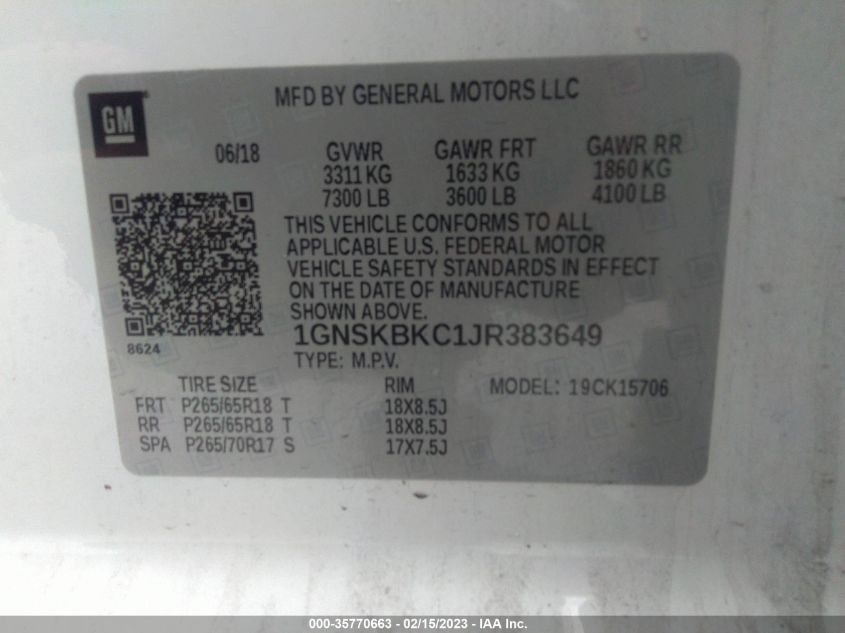 MFD BY GENERAL MOTORS LLC
GM
06/18 GVWR GAWR FRT GAWR RR
3311 KG 1633 KG 1860 KG
7300 LB 3600 LB 4100 LB
THIS VEHICLE CONFORMS TO ALL
APPLICABLE U.S. FEDERAL MOTOR
VEHICLE SAFETY STANDARDS IN EFFECT
ON THE DATE OF MANUFACTURE
SHOWN ABOVE.
1GNSKBKC1JR383649
8624
TYPE: M.P.V.
TIRE SIZE RIM MODEL: 19CK15706
FRT P265/65R18 T 18X8.5J
RR P265/65R18 T 18X8.5J
SPA P265/70R17 S 17X7.5J
000-35770663 - 02/15/2023 - IAA Inc.